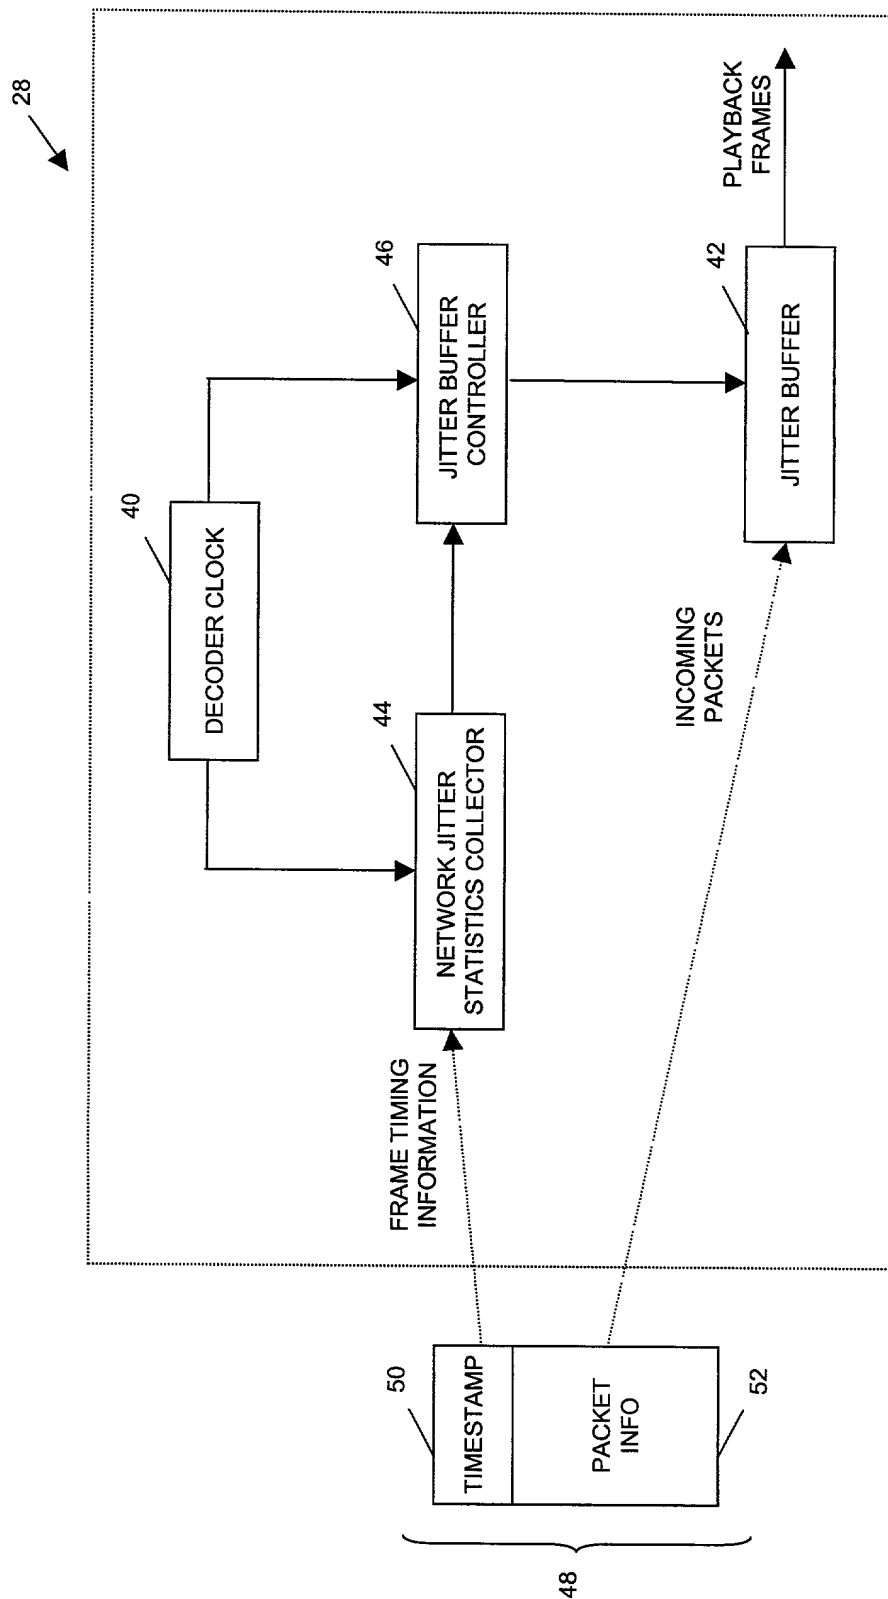 28
40
DECODER CLOCK
44
NETWORK JITTER
STATISTICS COLLECTOR
46
JITTER BUFFER
CONTROLLER
FRAME TIMING
INFORMATION
50
TIMESTAMP
PACKET
INFO
52
48
INCOMING
PACKETS
42
JITTER BUFFER
PLAYBACK
FRAMES